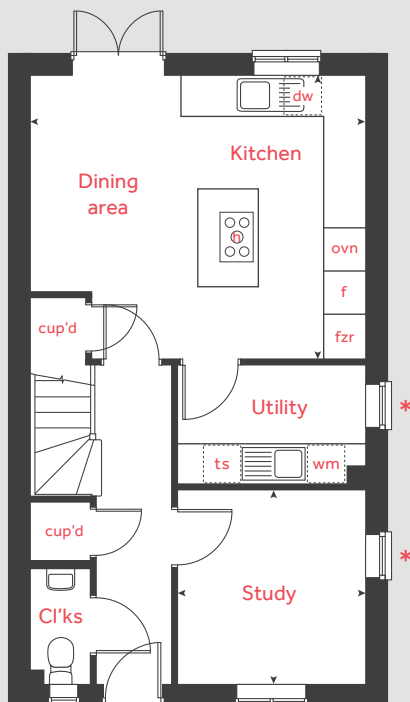 dw
Kitchen
Dining
area
h
ovn
f
cup'd
fzr
Utility
*
ts
wm
cup'd
*
Study
Cl'ks